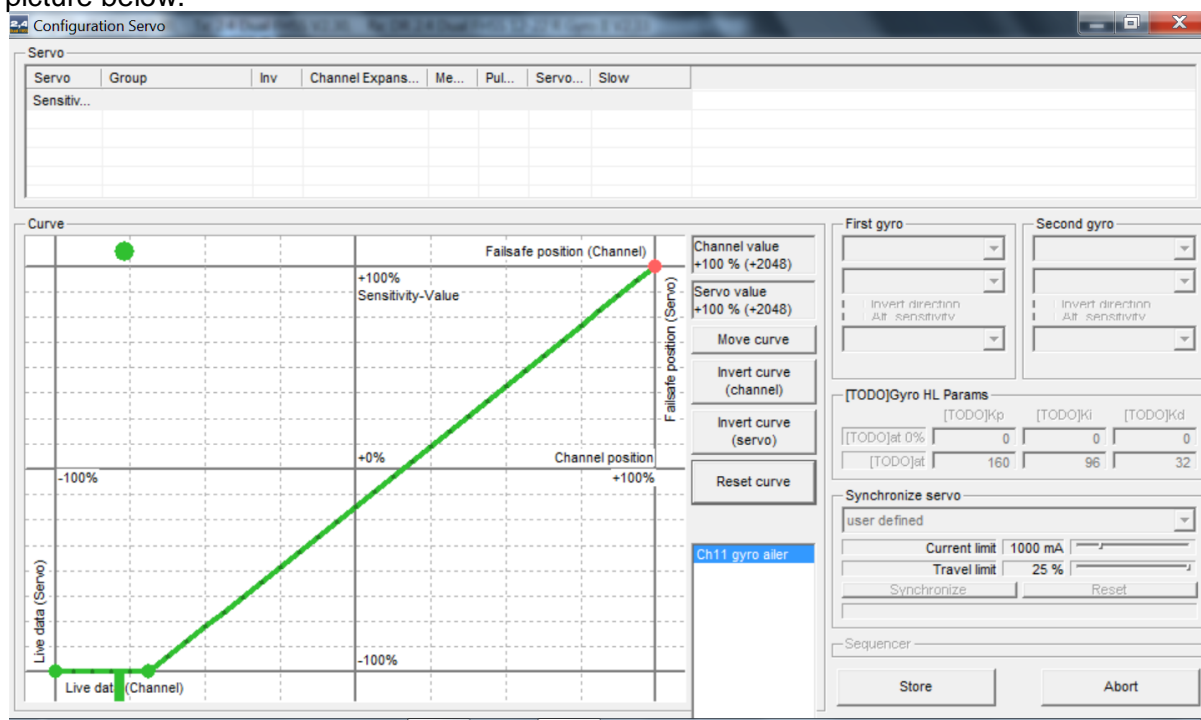 picture below.
2,4 Configuration Servo
Servo
Servo Group Inv Channel Expans... Me... Pul... Servo... Slow
Sensitiv...
Curve
Failsafe position (Channel)
+100%
Sensitivity-Value
Failsafe position (Servo)
+0%
Channel position
-100%
+100%
Live data (Servo)
-100%
Live data (Channel)
Channel value
+100 % (+2048)
Servo value
+100 % (+2048)
Move curve
Invert curve
(channel)
Invert curve
(servo)
Reset curve
Ch11 gyro ailer
First gyro
Invert direction
Alt. sensitivity
Second gyro
Invert direction
Alt. sensitivity
[TODO]Gyro HL Params
[TODO]Kp [TODO]Ki [TODO]Kd
[TODO]at 0% 0 0 0
[TODO]at 160 96 32
Synchronize servo
user defined
Current limit 1000 mA
Travel limit 25 %
Synchronize Reset
Sequencer
Store Abort